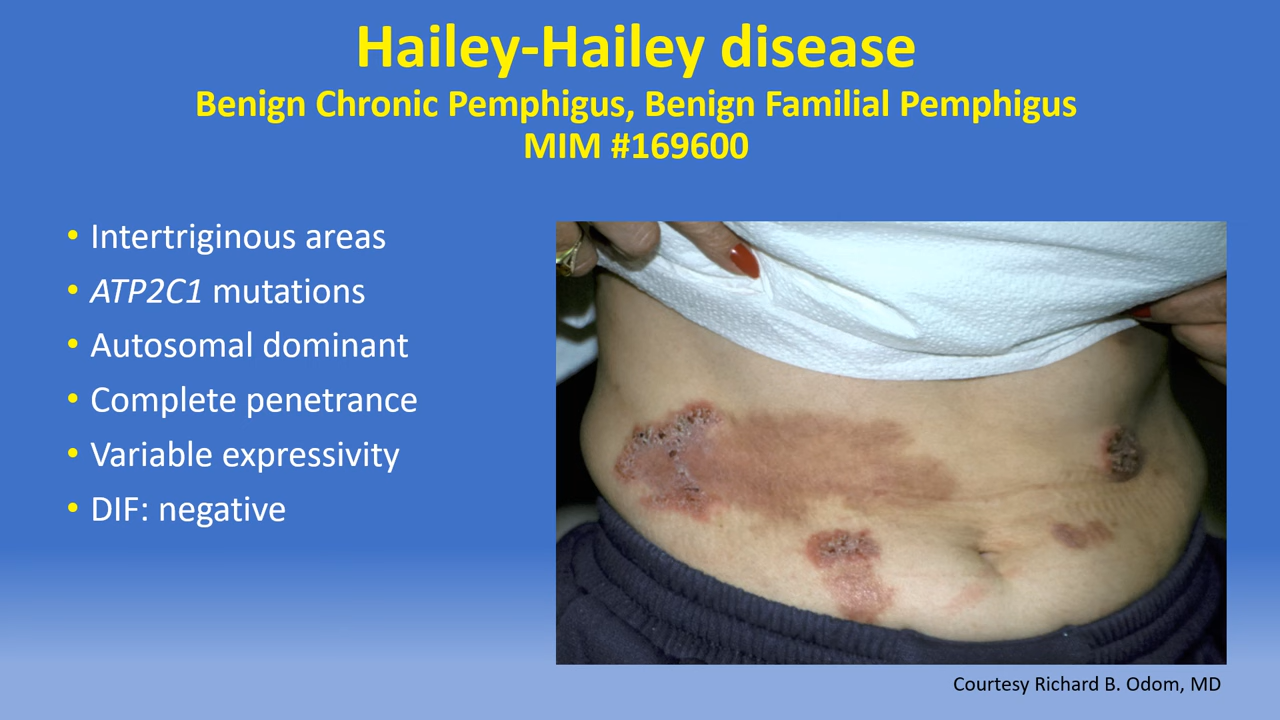 Hailey-Hailey disease
Benign Chronic Pemphigus, Benign Familial Pemphigus
MIM #169600
• Intertriginous areas
• ATP2C1 mutations
• Autosomal dominant
• Complete penetrance
• Variable expressivity
• DIF: negative
Courtesy Richard B. Odom, MD